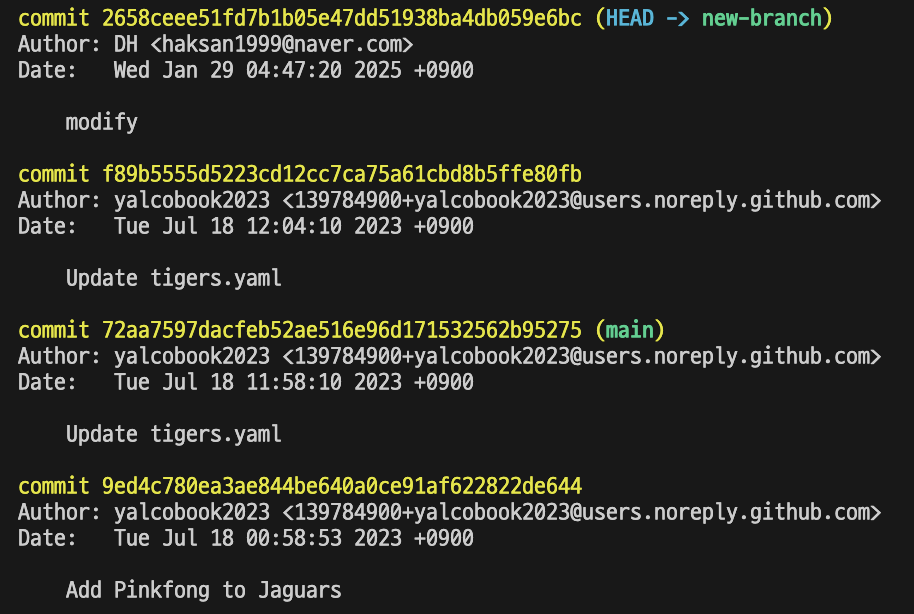 commit 2658ceee51fd7b1b05e47dd51938ba4db059e6bc (HEAD -> new-branch)
Author: DH <haksan1999@naver.com>
Date:   Wed Jan 29 04:47:20 2025 +0900
modify
commit f89b5555d5223cd12cc7ca75a61cbd8b5ffe80fb
Author: yalcobook2023 <139784900+yalcobook2023@users.noreply.github.com>
Date:   Tue Jul 18 12:04:10 2023 +0900
Update tigers.yaml
commit 72aa7597dacfeb52ae516e96d171532562b95275 (main)
Author: yalcobook2023 <139784900+yalcobook2023@users.noreply.github.com>
Date:   Tue Jul 18 11:58:10 2023 +0900
Update tigers.yaml
commit 9ed4c780ea3ae844be640a0ce91af622822de644
Author: yalcobook2023 <139784900+yalcobook2023@users.noreply.github.com>
Date:   Tue Jul 18 00:58:53 2023 +0900
Add Pinkfong to Jaguars